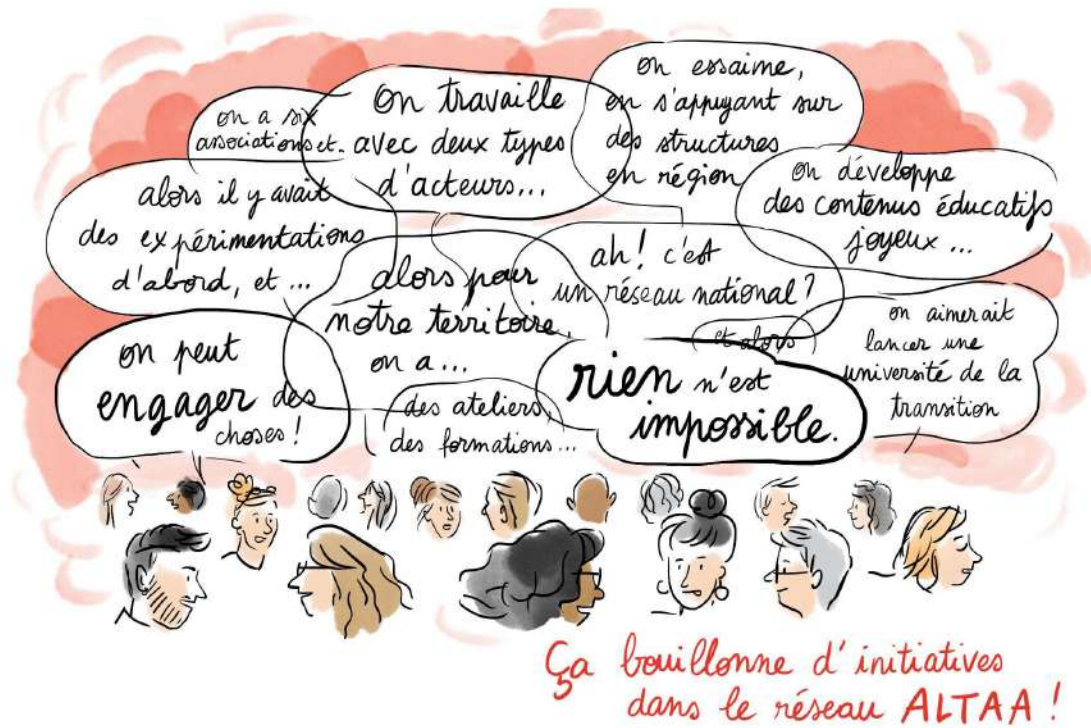 on a six
associations et...
on travaille
avec deux types
d'acteurs...
on essaime,
en s'appuyant sur
des structures
en région
alors il y avait
des expérimentations
d'abord, et ...
on développe
des contenus éducatifs
joyeux ...
alors pour
notre territoire,
on a ...
ah! c'est
un réseau national?
et alors
on aimerait
lancer une
université de la
transition
on peut
engager des
choses!
des ateliers,
des formations...
rien n'est
impossible.
Ça bouillonne d'initiatives
dans le réseau ALTAA !